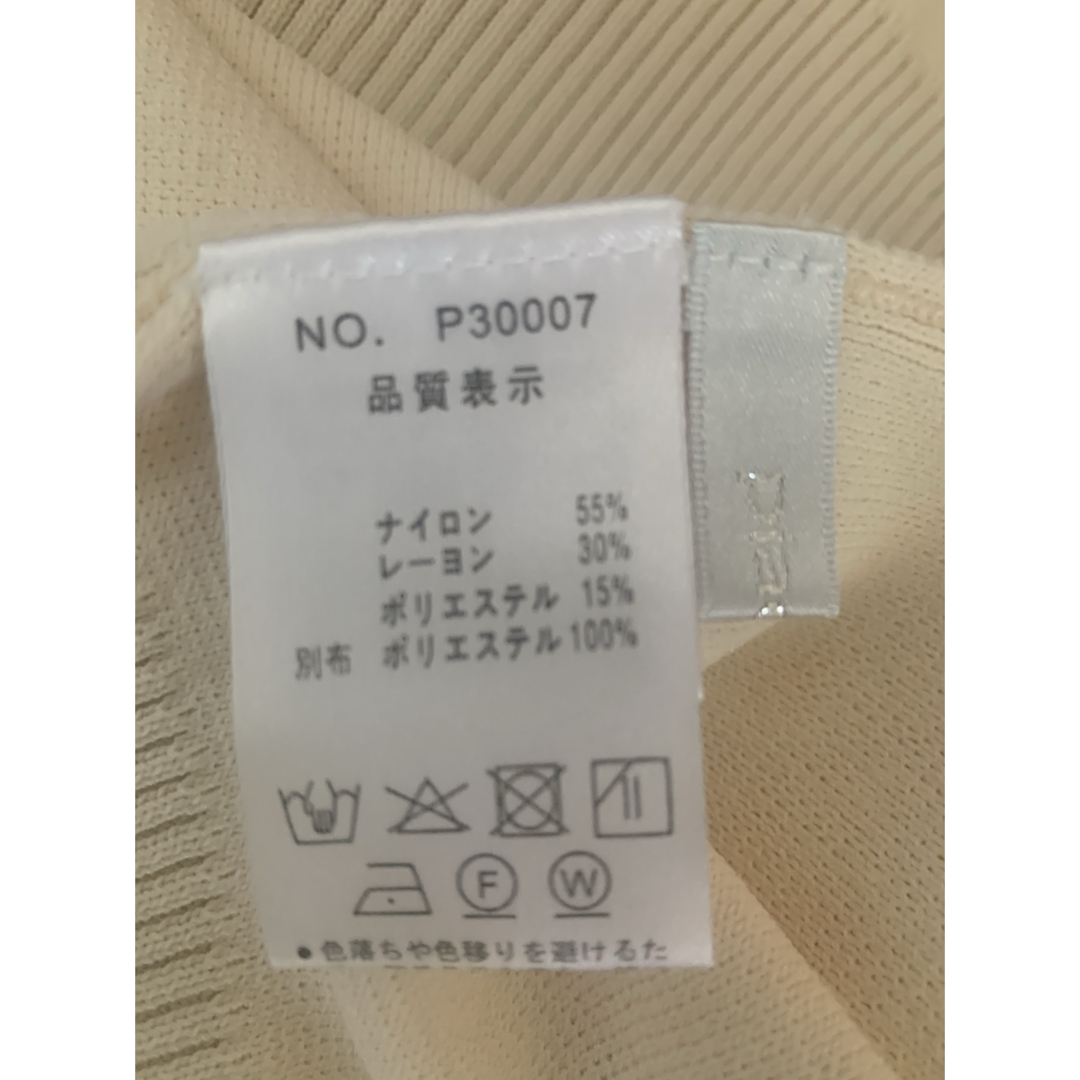 NO. P30007
品質表示
ナイロン 55%
レーヨン 30%
ポリエステル 15%
別布 ポリエステル 100%
F W
●色落ちや色移りを避けるた